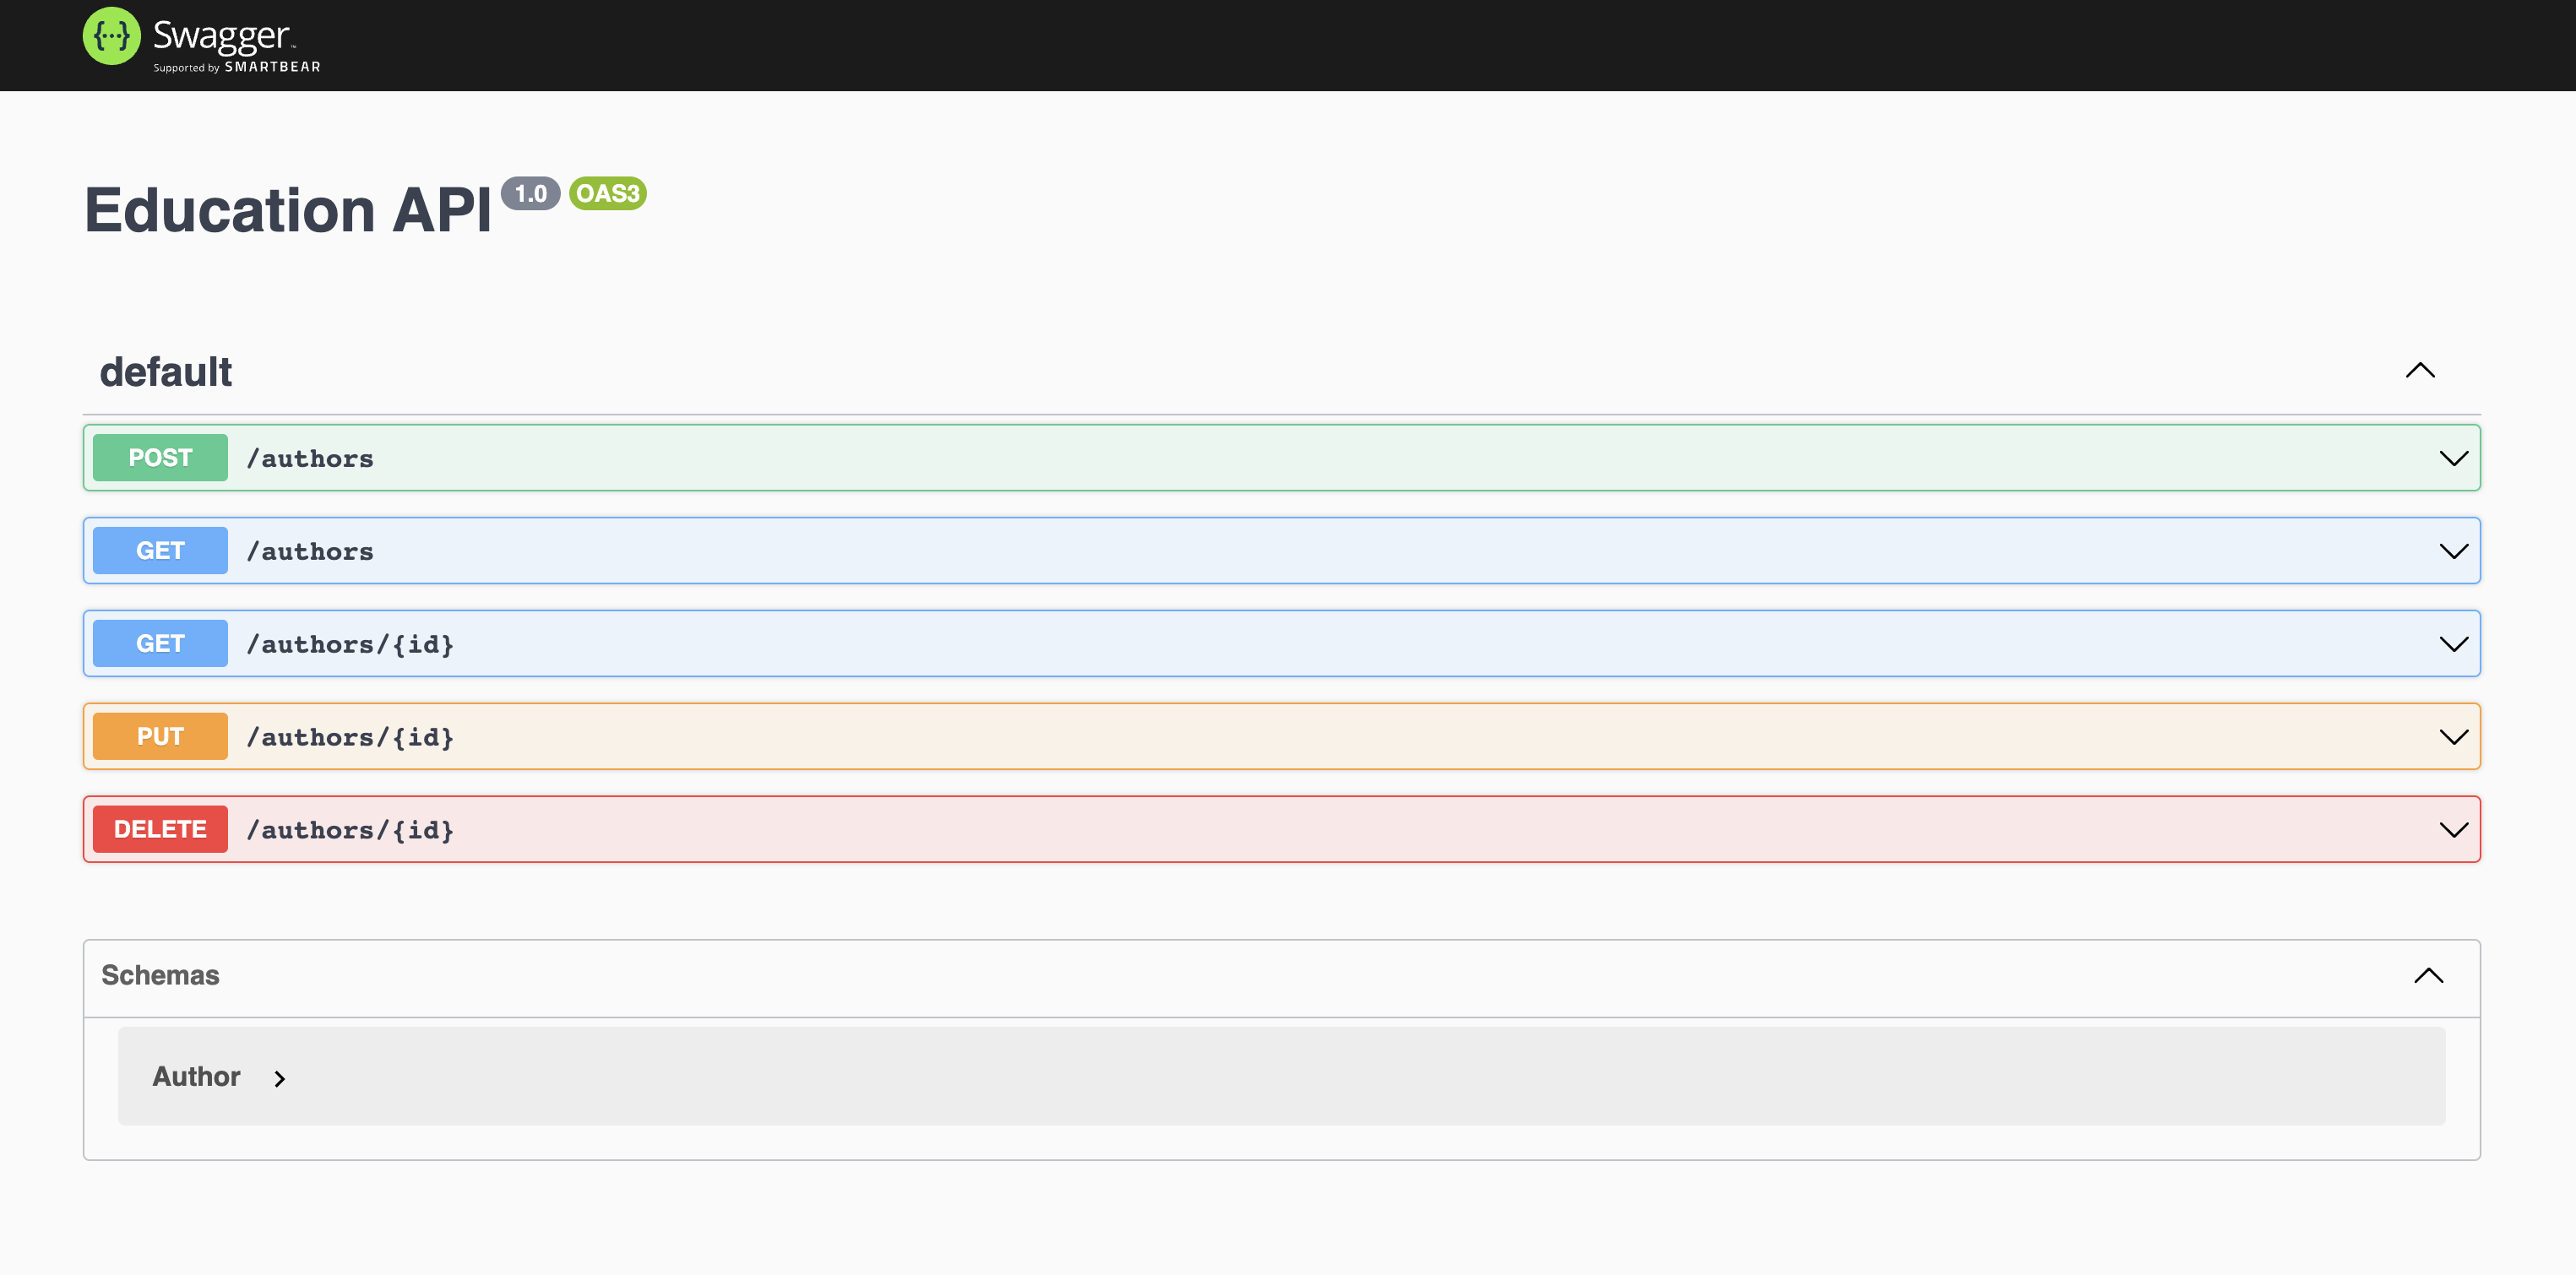 {...} Swagger™
Supported by SMARTBEAR
Education API 1.0 OAS3
default
POST /authors
GET /authors
GET /authors/{id}
PUT /authors/{id}
DELETE /authors/{id}
Schemas
Author